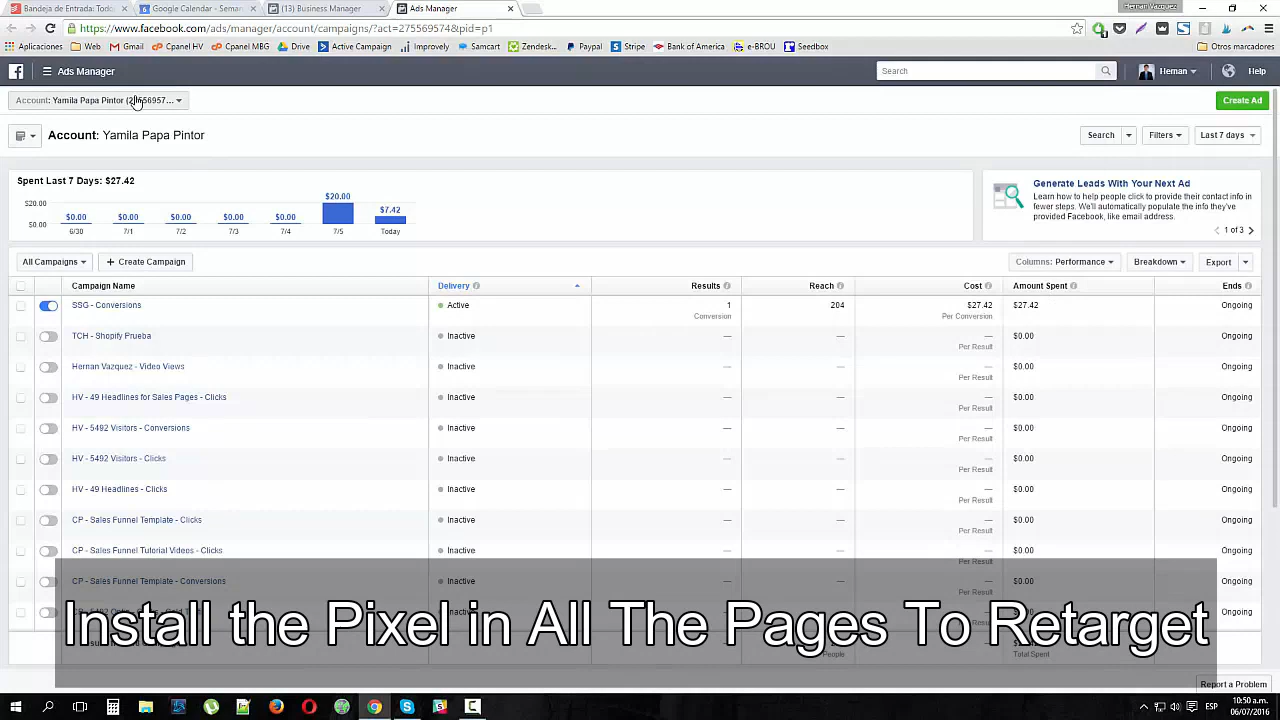 Bandeja de Entrada: Todo
Google Calendar - Seman
(13) Business Manager
Ads Manager
HernanVazquez
https://www.facebook.com/ads/manager/account/campaigns/?act=275569574&pid=p1
Aplicaciones Web Gmail Cpanel HV Cpanel MBG Drive Active Campaign Improvely Samcart Zendesk... Paypal Stripe Bank of America e-BROU Seedbox Otros marcadores
Ads Manager
Search
Hernan
Help
Account: Yamila Papa Pintor
Create Ad
Account: Yamila Papa Pintor
Search Filters Last 7 days
Spent Last 7 Days: $27.42
$20.00
$0.00
$0.00 $0.00 $0.00 $0.00 $0.00 $20.00 $7.42
6/30 7/1 7/2 7/3 7/4 7/5 Today
Generate Leads With Your Next Ad
Learn how to help people click to provide their contact info in
fewer steps. We'll automatically populate the info they've
provided Facebook, like email address.
1 of 3
All Campaigns + Create Campaign
Columns: Performance Breakdown Export
Campaign Name Delivery Results Reach Cost Amount Spent Ends
SSG - Conversions Active 1 204 $27.42 $27.42 Ongoing
Conversion Per Conversion
TCH - Shopify Prueba Inactive — — — $0.00 Ongoing
Per Result
Hernan Vazquez - Video Views Inactive — — — $0.00 Ongoing
Per Result
HV - 49 Headlines for Sales Pages - Clicks Inactive — — — $0.00 Ongoing
Per Result
HV - 5492 Visitors - Conversions Inactive — — — $0.00 Ongoing
Per Result
HV - 5492 Visitors - Clicks Inactive — — — $0.00 Ongoing
Per Result
HV - 49 Headlines - Clicks Inactive — — — $0.00 Ongoing
Per Result
CP - Sales Funnel Template - Clicks Inactive — — — $0.00 Ongoing
Per Result
CP - Sales Funnel Tutorial Videos - Clicks Inactive — — — $0.00 Ongoing
Per Result
CP - Sales Funnel Template - Conversions Inactive — — — $0.00 Ongoing
Per Result
Ongoing
Install the Pixel in All The Pages To Retarget
People Total Spent
Report a Problem
ESP
10:50 a.m.
06/07/2016